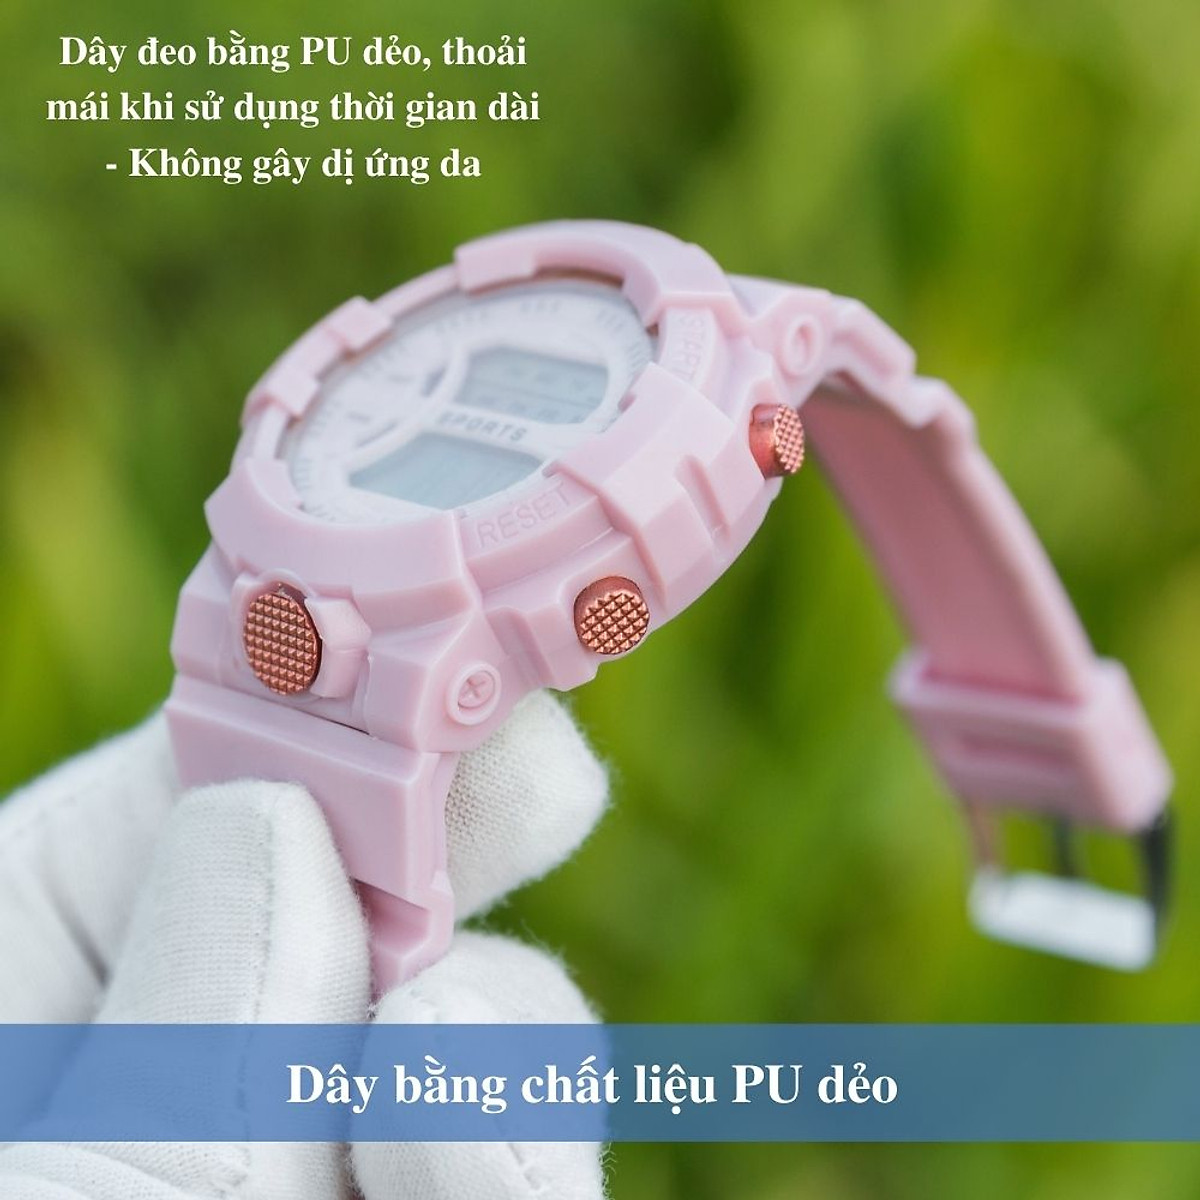 Dây đeo bằng PU dẻo, thoải
mái khi sử dụng thời gian dài
- Không gây dị ứng da
START
SPORTS
RESET
Dây bằng chất liệu PU dẻo